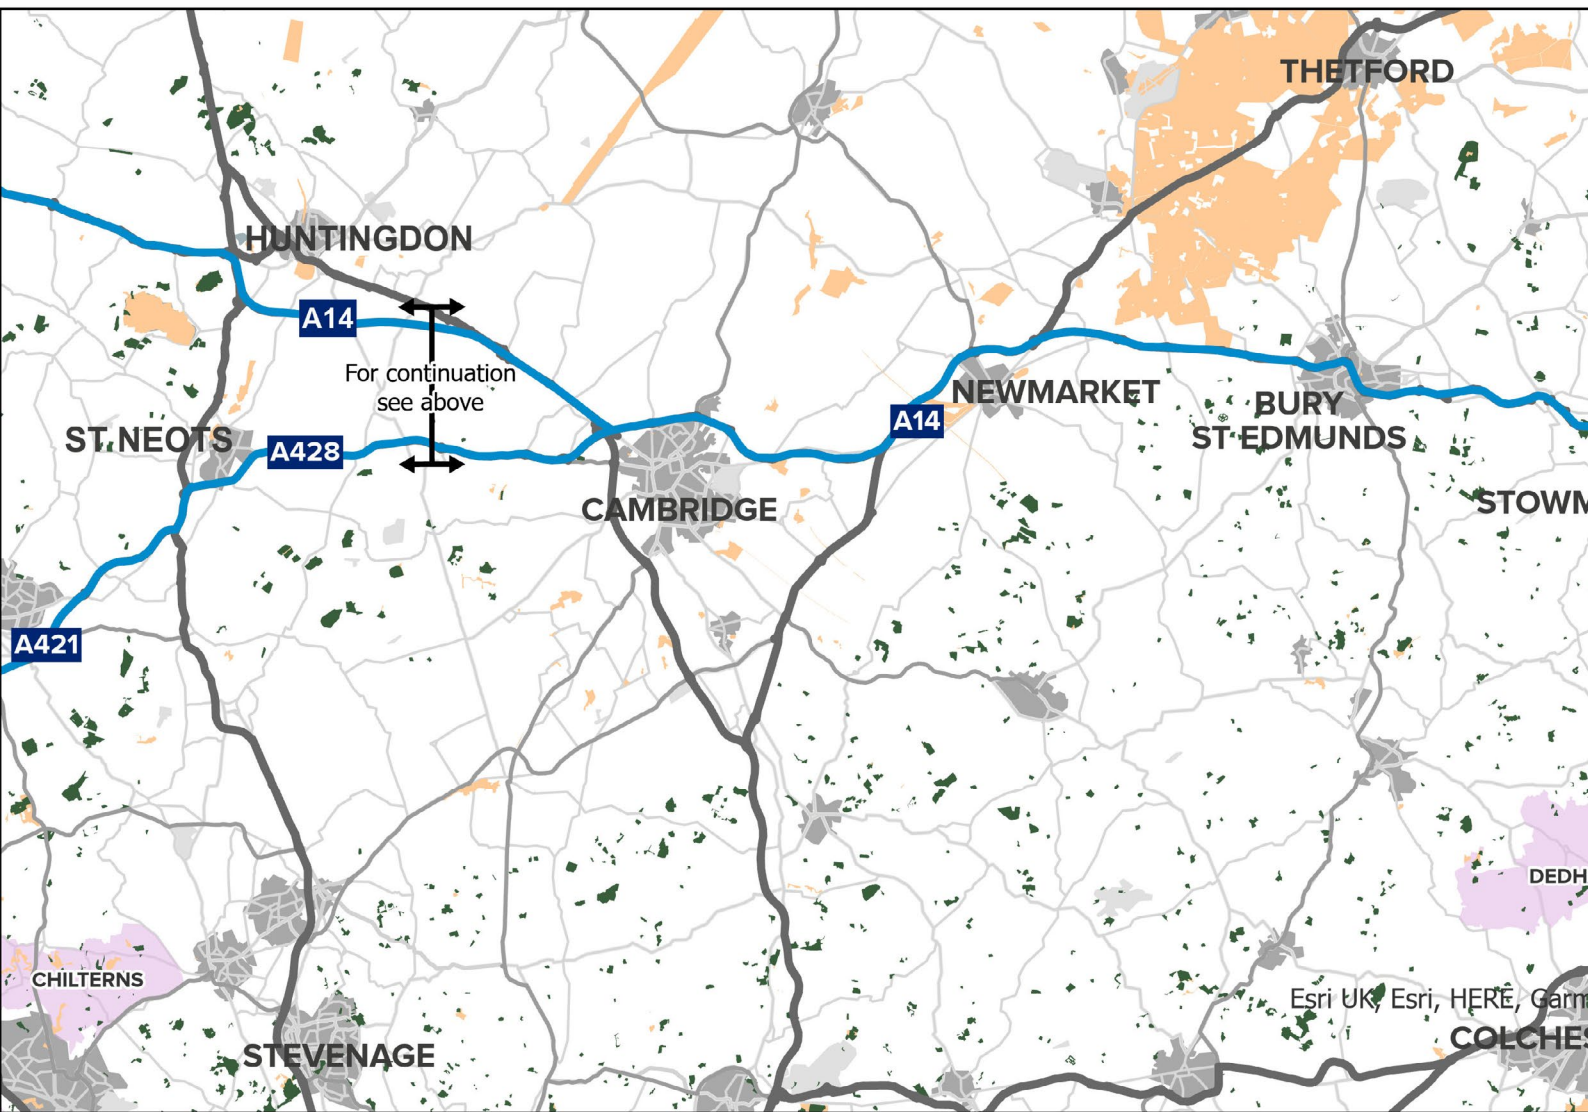 THETFORD
HUNTINGDON
A14
For continuation
see above
NEWMARKET
A14
BURY
ST EDMUNDS
ST NEOTS
A428
STOWM
CAMBRIDGE
A421
DEDH
CHILTERNS
Esri UK, Esri, HERE, Garm
COLCHES
STEVENAGE